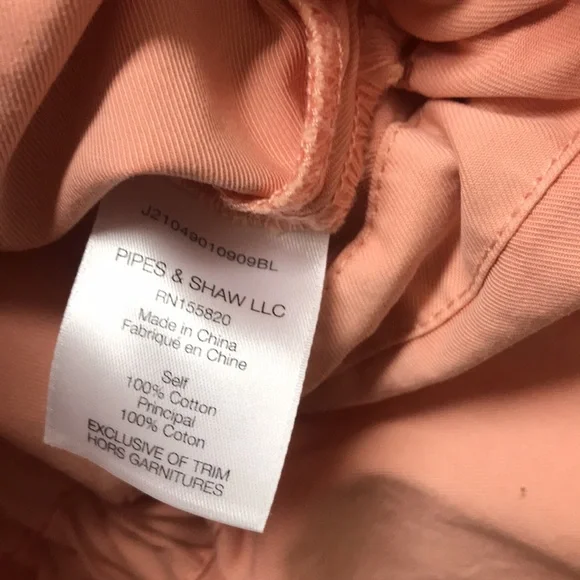 J21049010909BL
PIPES & SHAW LLC
RN155820
Made in China
Fabriqué en Chine
Self
100% Cotton
Principal
100% Coton
EXCLUSIVE OF TRIM
HORS GARNITURES